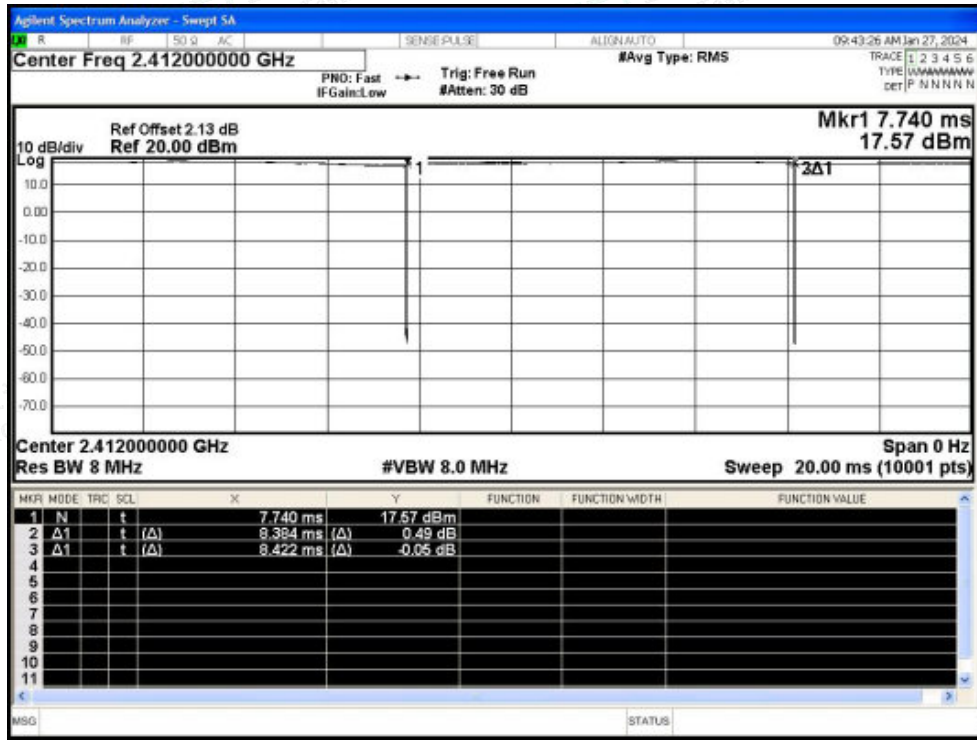 Agilent Spectrum Analyzer - Swept SA
R RF 50 Ω AC SENSE:PULSE ALIGN AUTO 09:43:26 AM Jan 27, 2024
Center Freq 2.412000000 GHz #Avg Type: RMS TRACE 1 2 3 4 5 6
PNO: Fast Trig: Free Run TYPE
IFGain:Low #Atten: 30 dB DET P N N N N N
Mkr1 7.740 ms
Ref Offset 2.13 dB
10 dB/div Ref 20.00 dBm 17.57 dBm
Log
1 3Δ1
10.0
0.00
-10.0
-20.0
-30.0
-40.0
-50.0
-60.0
-70.0
Center 2.412000000 GHz Span 0 Hz
Res BW 8 MHz #VBW 8.0 MHz Sweep 20.00 ms (10001 pts)
MKR MODE TRC SCL X Y FUNCTION FUNCTION WIDTH FUNCTION VALUE
1 N t 7.740 ms 17.57 dBm
2 Δ1 t (Δ) 8.384 ms (Δ) 0.49 dB
3 Δ1 t (Δ) 8.422 ms (Δ) -0.05 dB
4
5
6
7
8
9
10
11
MSG STATUS